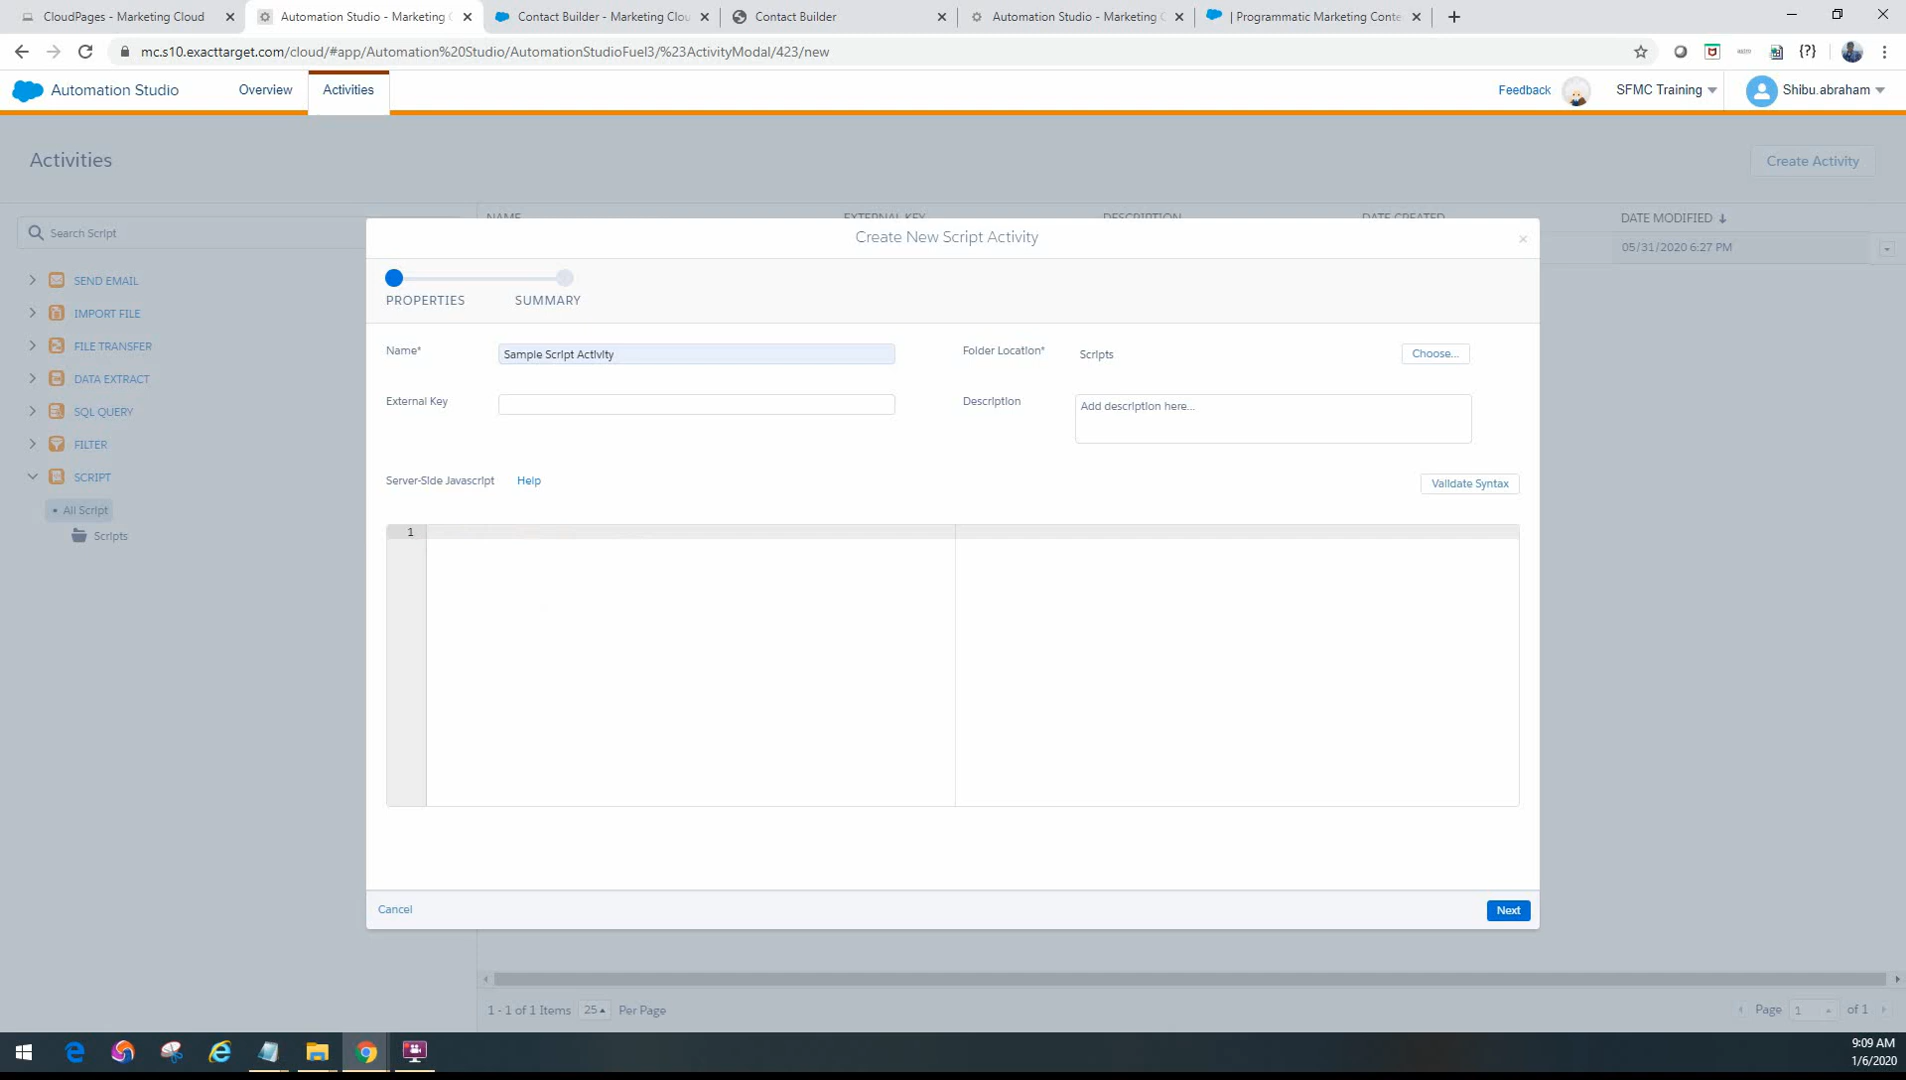 CloudPages - Marketing Cloud
Automation Studio - Marketing C
Contact Builder - Marketing Clou
Contact Builder
Automation Studio - Marketing C
| Programmatic Marketing Conte
mc.s10.exacttarget.com/cloud/#app/Automation%20Studio/AutomationStudioFuel3/%23ActivityModal/423/new
Automation Studio
Overview
Activities
Feedback
SFMC Training
Shibu.abraham
Activities
Create Activity
Search Script
NAME
EXTERNAL KEY
DESCRIPTION
DATE CREATED
DATE MODIFIED
05/31/2020 6:27 PM
SEND EMAIL
IMPORT FILE
FILE TRANSFER
DATA EXTRACT
SQL QUERY
FILTER
SCRIPT
• All Script
Scripts
Create New Script Activity
×
PROPERTIES
SUMMARY
Name*
Sample Script Activity
Folder Location*
Scripts
Choose...
External Key
Description
Add description here...
Server-Side Javascript
Help
Validate Syntax
1
Cancel
Next
1 - 1 of 1 Items
25
Per Page
Page
1
of 1
9:09 AM
1/6/2020